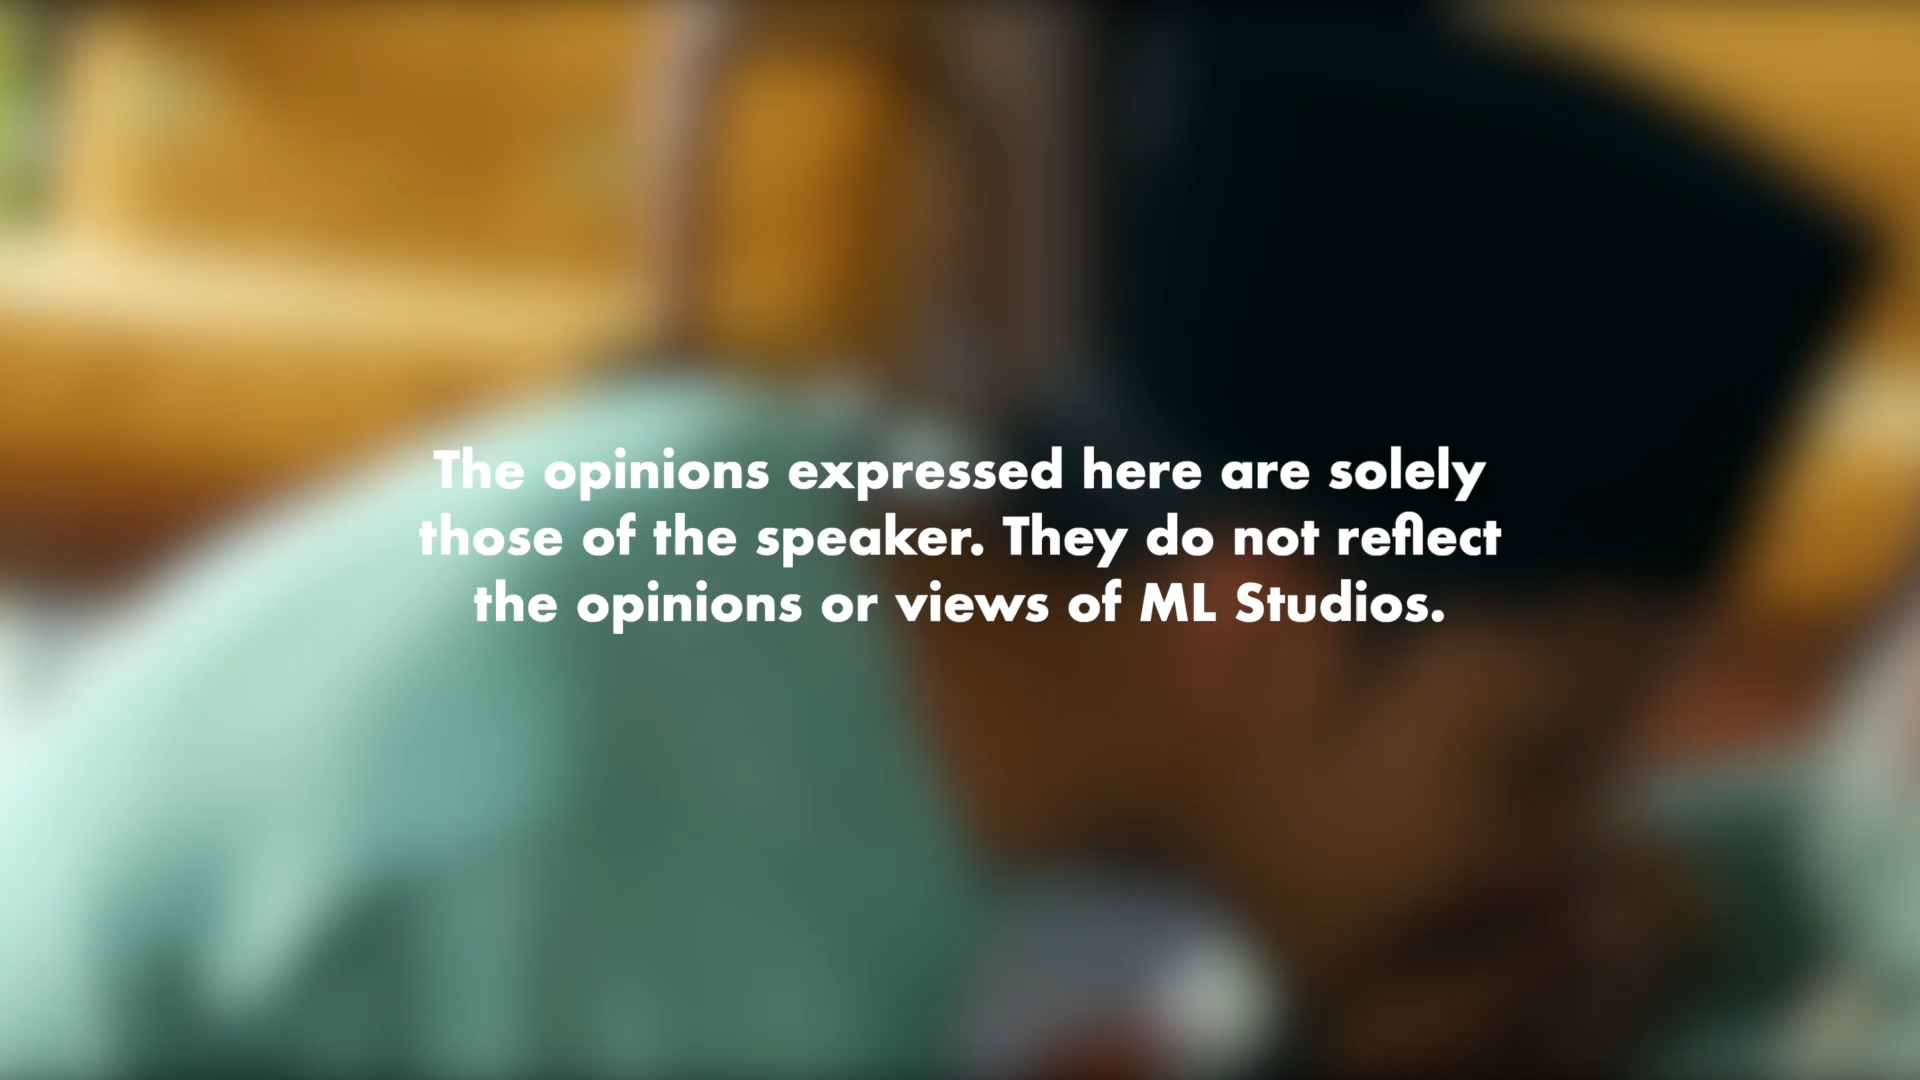 The opinions expressed here are solely
those of the speaker. They do not reflect
the opinions or views of ML Studios.